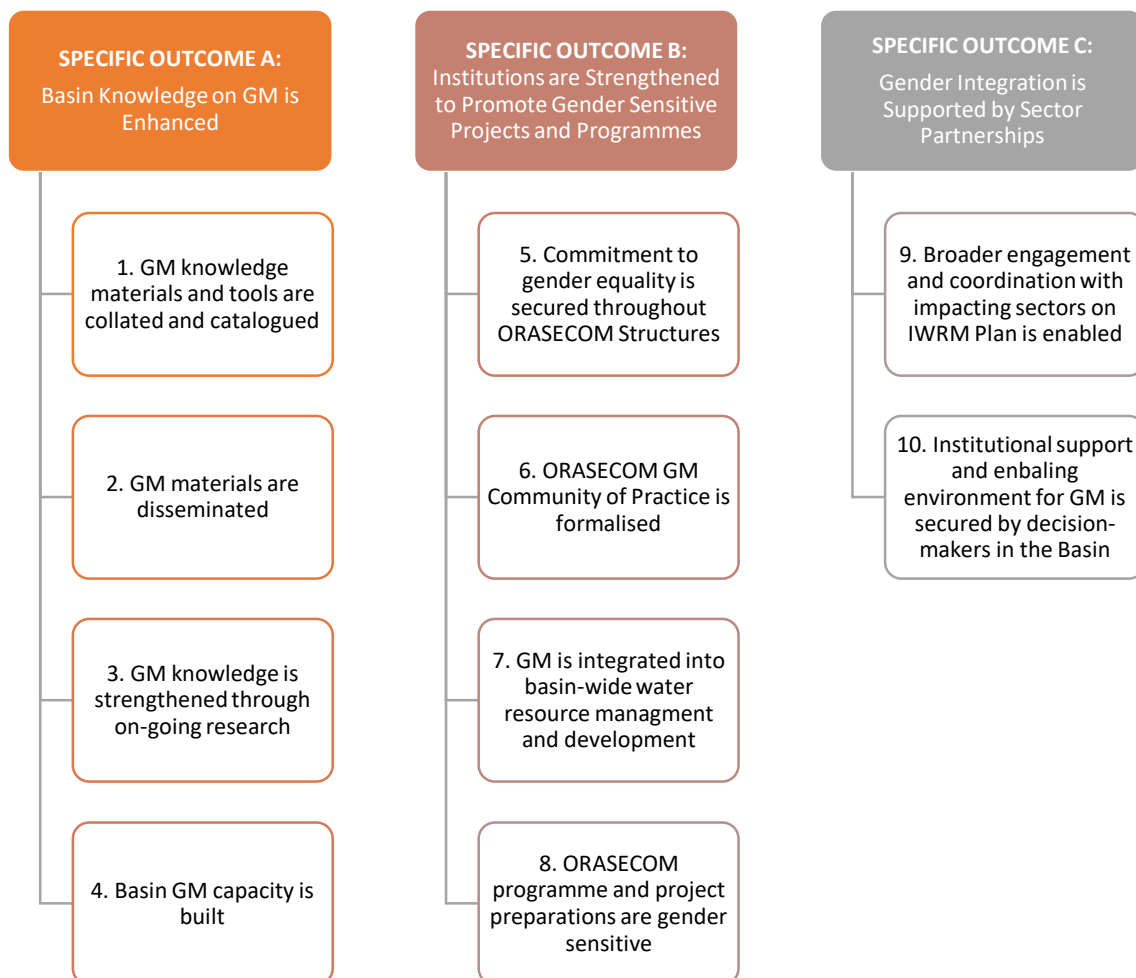 SPECIFIC OUTCOME A:
Basin Knowledge on GM is
Enhanced
1. GM knowledge
materials and tools are
collated and catalogued
2. GM materials are
disseminated
3. GM knowledge is
strengthened through
on-going research
4. Basin GM capacity is
built
SPECIFIC OUTCOME B:
Institutions are Strengthened
to Promote Gender Sensitive
Projects and Programmes
5. Commitment to
gender equality is
secured throughout
ORASECOM Structures
6. ORASECOM GM
Community of Practice is
formalised
7. GM is integrated into
basin-wide water
resource managment
and development
8. ORASECOM
programme and project
preparations are gender
sensitive
SPECIFIC OUTCOME C:
Gender Integration is
Supported by Sector
Partnerships
9. Broader engagement
and coordination with
impacting sectors on
IWRM Plan is enabled
10. Institutional support
and enbaling
environment for GM is
secured by decision-
makers in the Basin